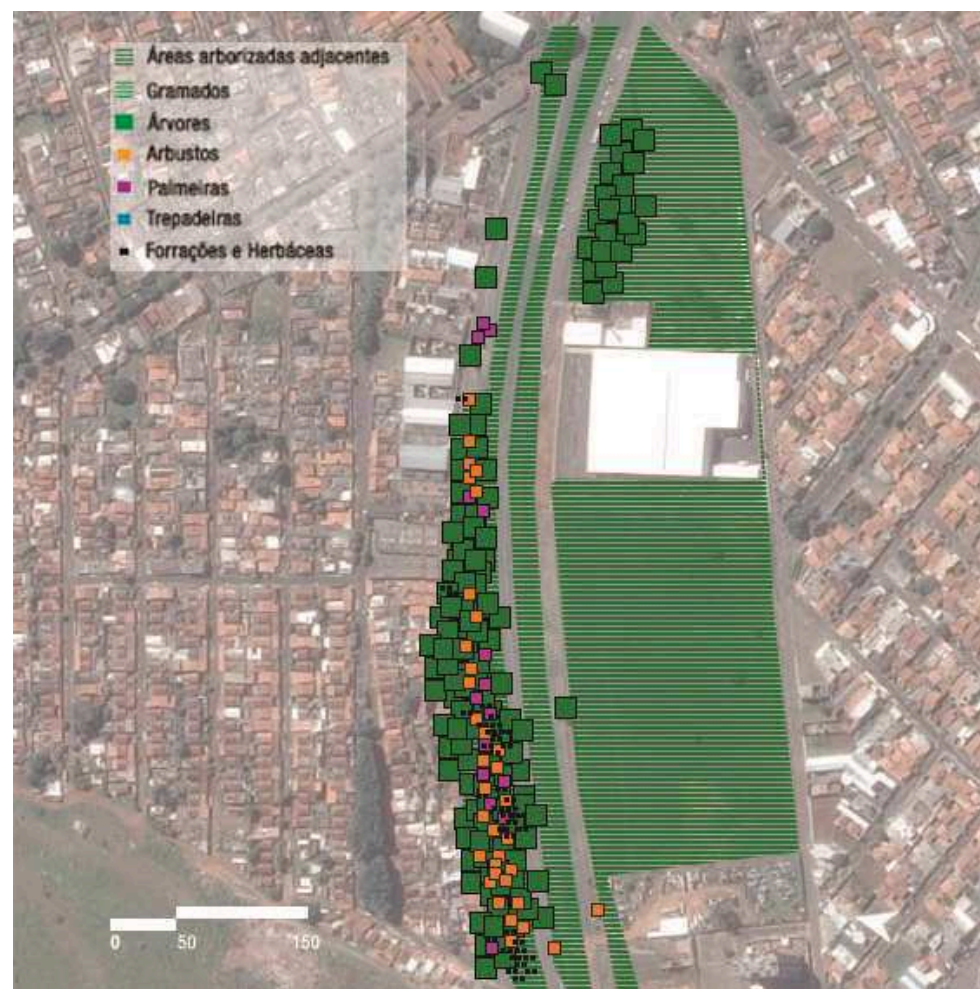 Áreas arborizadas adjacentes
Gramados
Árvores
Arbustos
Palmeiras
Trepadeiras
Forrações e Herbáceas
0 50 150